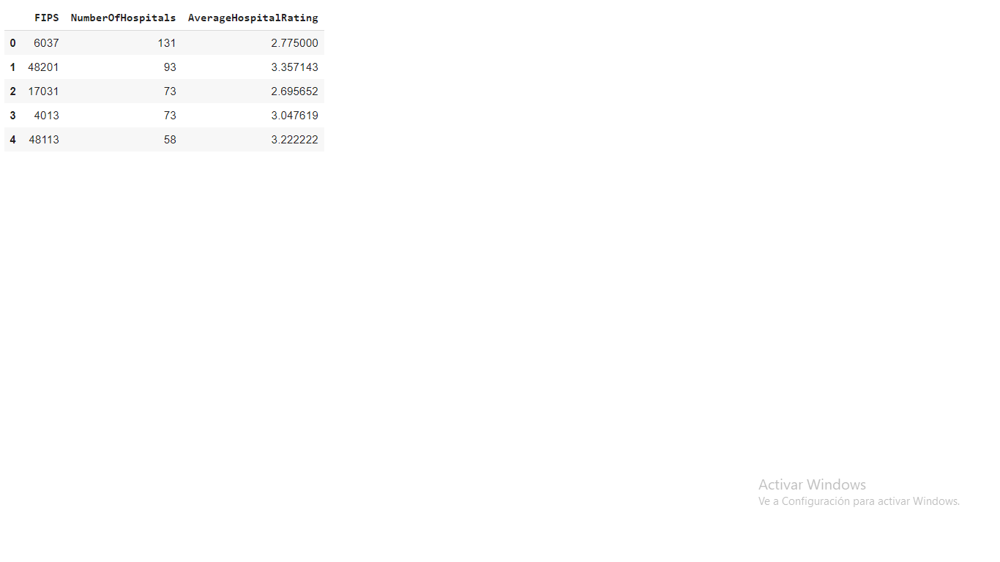 FIPS NumberOfHospitals AverageHospitalRating
0 6037 131 2.775000
1 48201 93 3.357143
2 17031 73 2.695652
3 4013 73 3.047619
4 48113 58 3.222222
Activar Windows
Ve a Configuración para activar Windows.